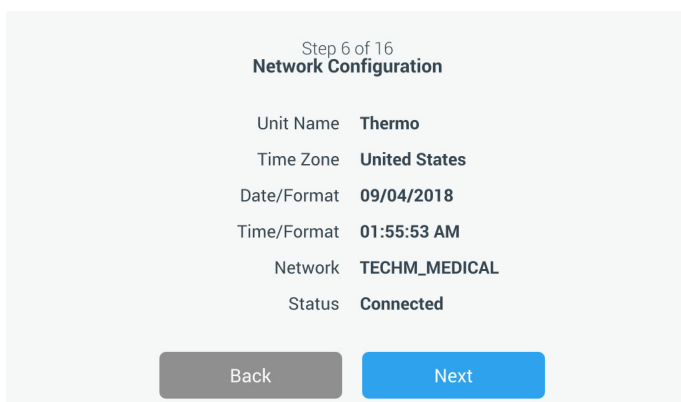 Step 6 of 16
Network Configuration
Unit Name Thermo
Time Zone United States
Date/Format 09/04/2018
Time/Format 01:55:53 AM
Network TECHM_MEDICAL
Status Connected
Back Next